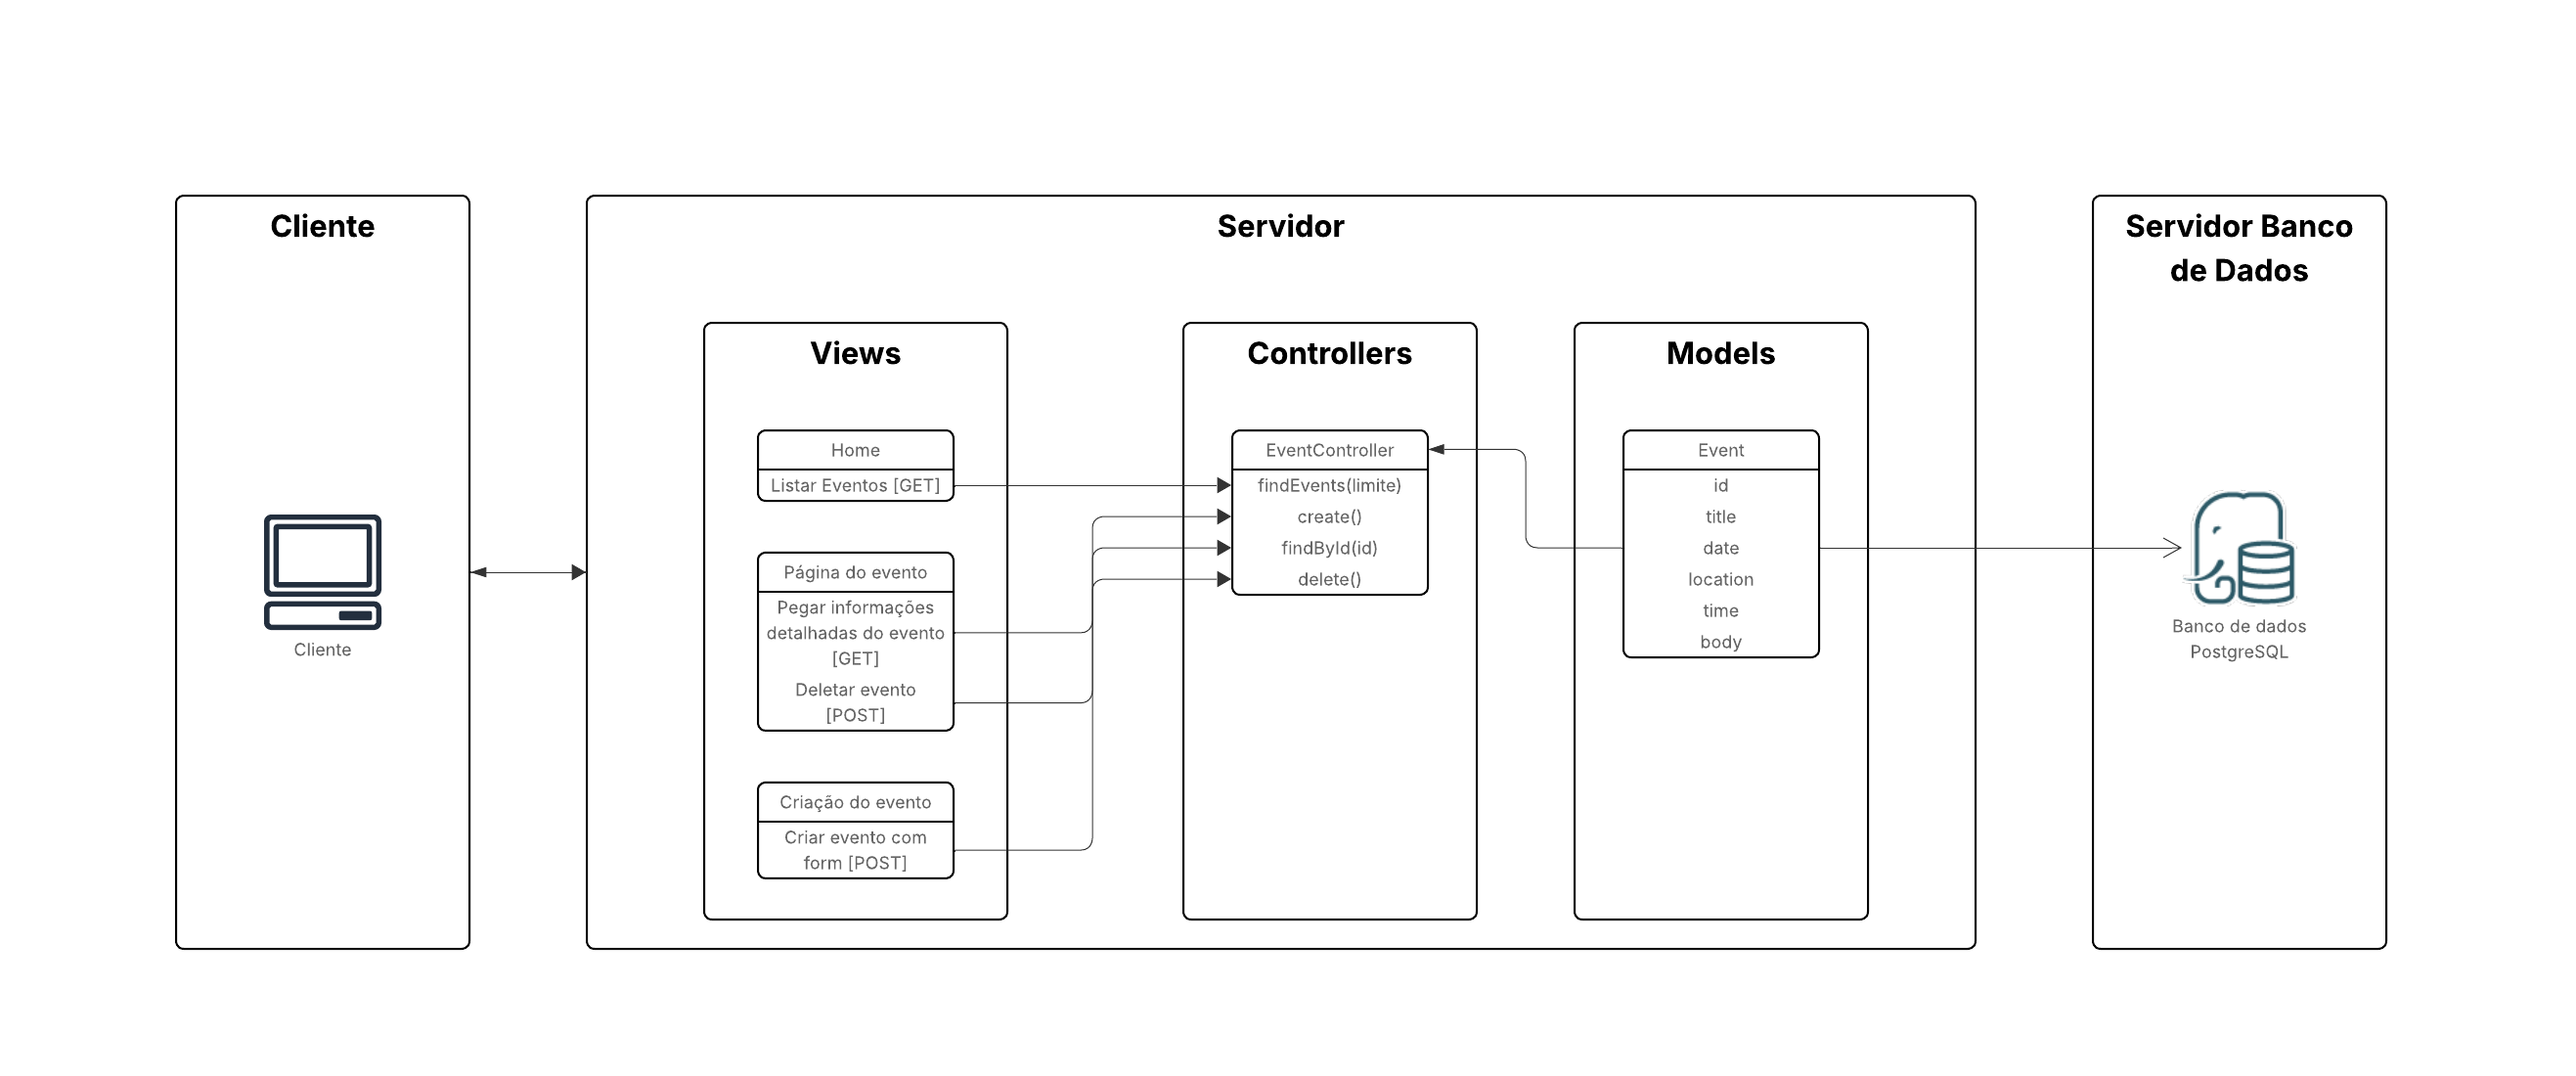 Cliente
Cliente
Servidor
Views
Home
Listar Eventos [GET]
Página do evento
Pegar informações
detalhadas do evento
[GET]
Deletar evento
[POST]
Criação do evento
Criar evento com
form [POST]
Controllers
EventController
findEvents(limite)
create()
findById(id)
delete()
Models
Event
id
title
date
location
time
body
Servidor Banco
de Dados
Banco de dados
PostgreSQL